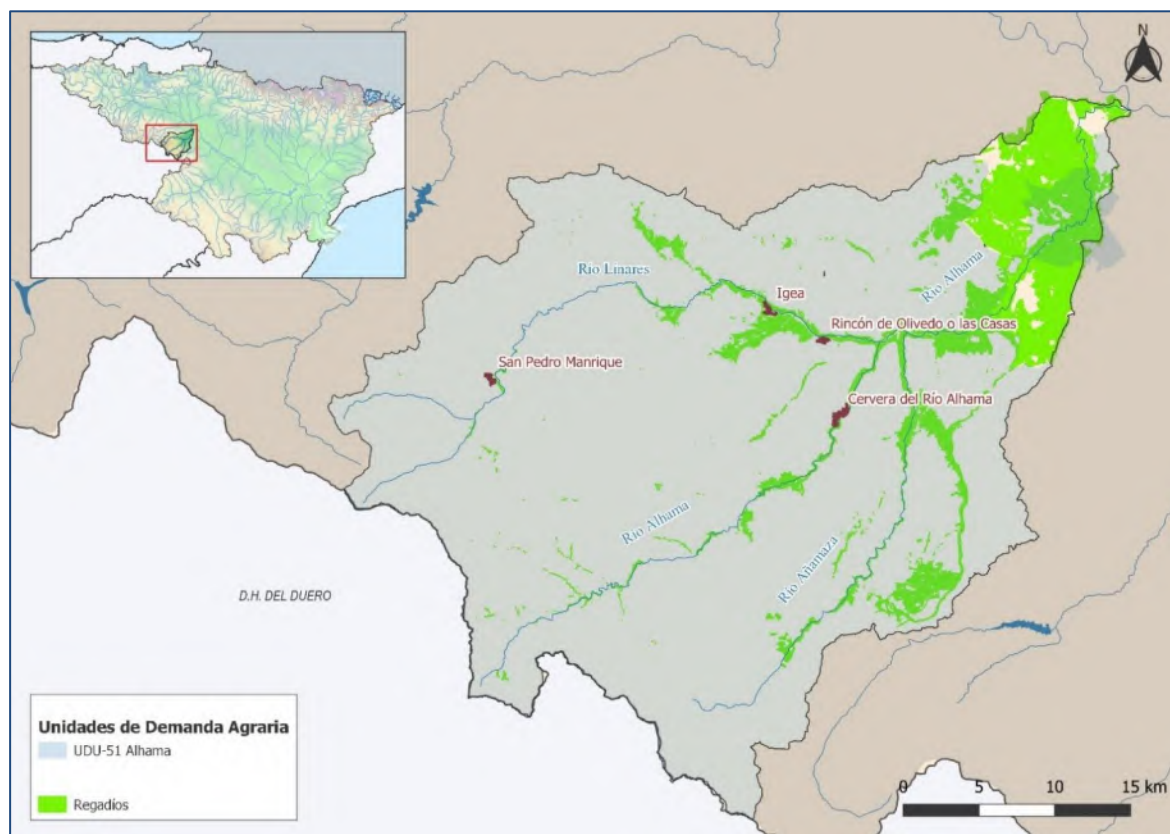 N
Río Linares
Igea
Río Alhama
Rincón de Olivedo o las Casas
San Pedro Manrique
Cervera del Río Alhama
Río Alhama
Río Añamaza
D.H. DEL DUERO
Unidades de Demanda Agraria
UDU-51 Alhama
Regadíos
0 5 10 15 km